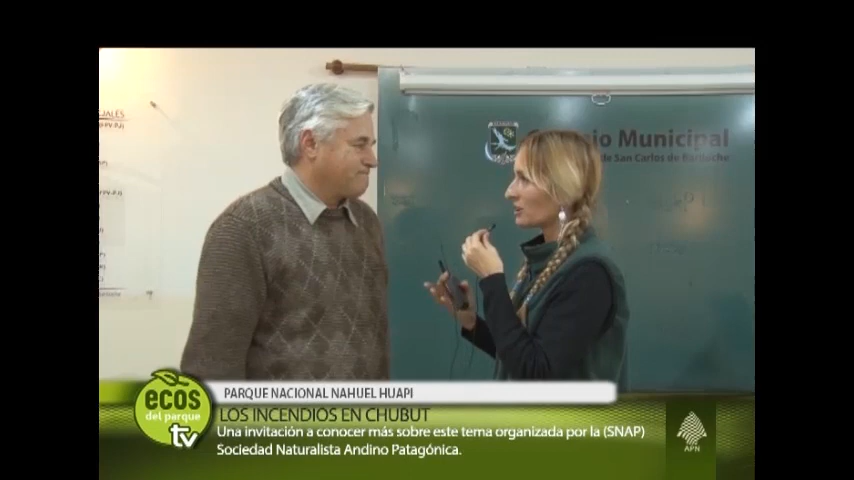 Municipal
de San Carlos de Bariloche
PARQUE NACIONAL NAHUEL HUAPI
ecos
del parque
tv
LOS INCENDIOS EN CHUBUT
Una invitación a conocer más sobre este tema organizada por la (SNAP)
Sociedad Naturalista Andino Patagónica.
APN